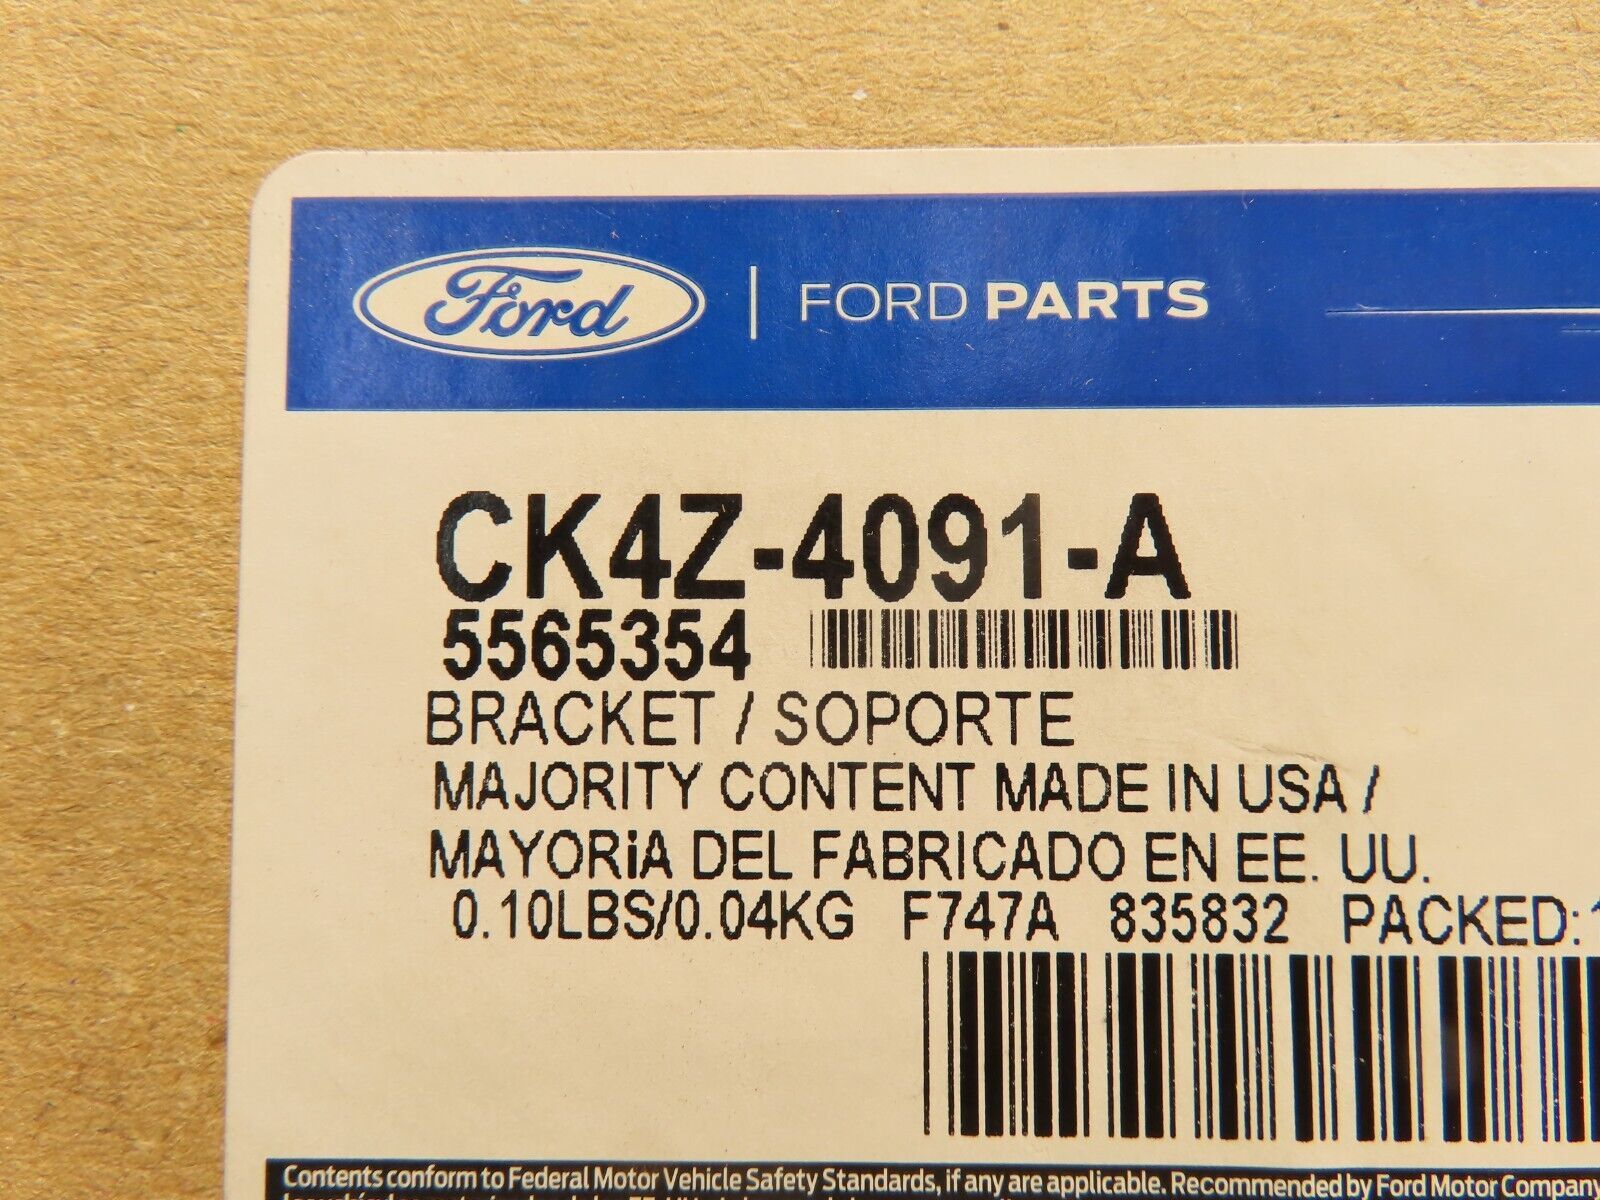 Ford | FORD PARTS
CK4Z-4091-A
5565354
BRACKET / SOPORTE
MAJORITY CONTENT MADE IN USA /
MAYORiA DEL FABRICADO EN EE. UU.
0.10LBS/0.04KG F747A 835832 PACKED:
Contents conform to Federal Motor Vehicle Safety Standards, if any are applicable. Recommended by Ford Motor Company